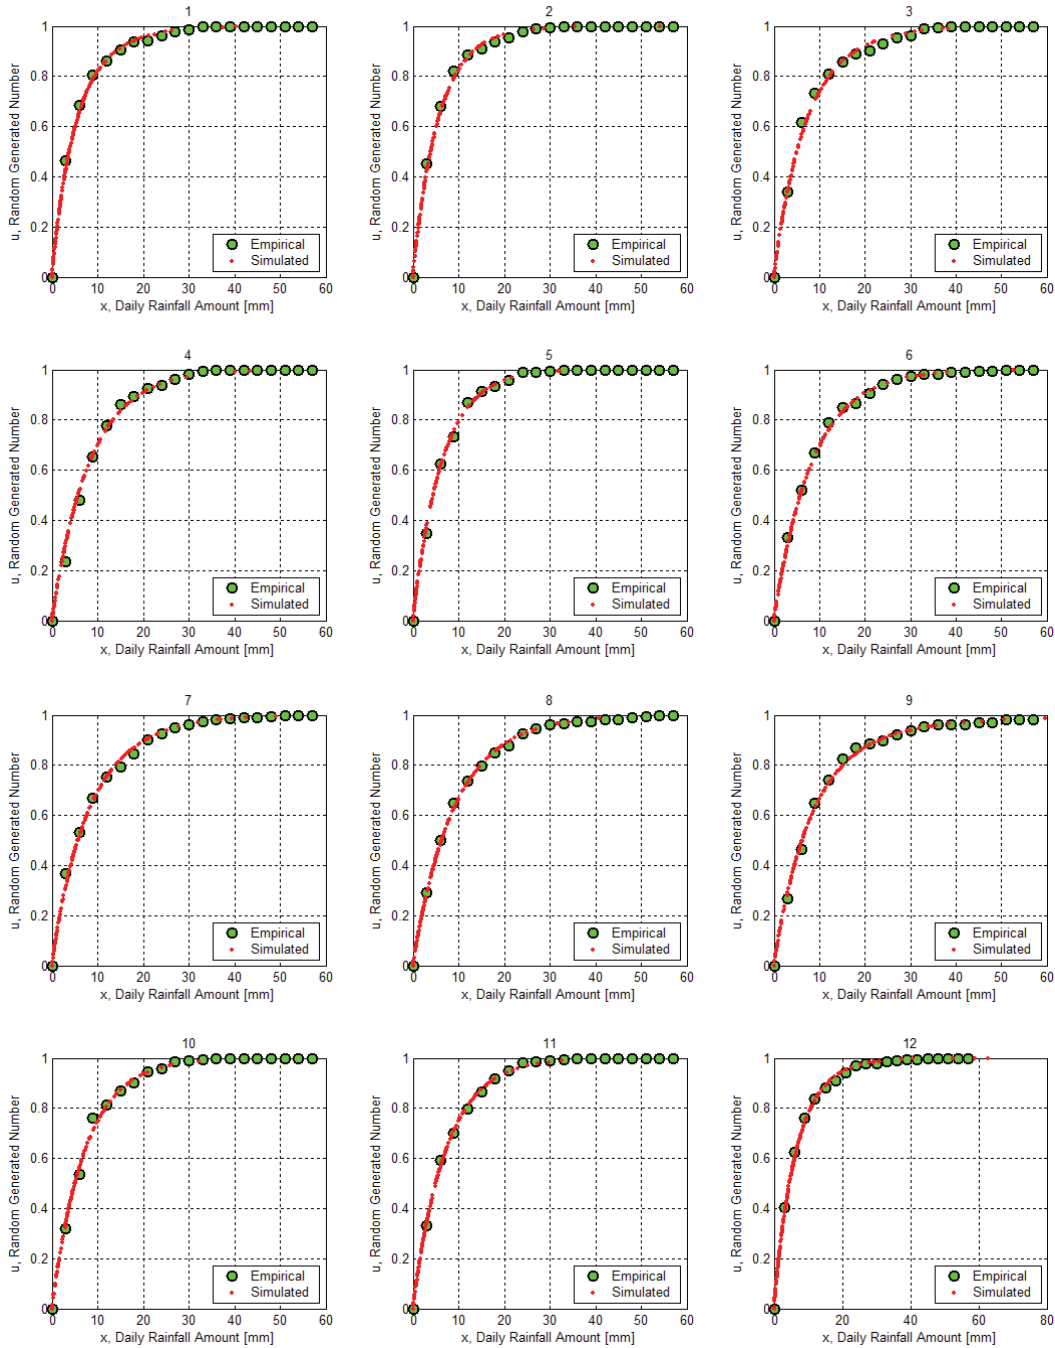 1
1
0.8
0.6
0.4
0.2
0
u, Random Generated Number
Empirical
Simulated
0 10 20 30 40 50 60
x, Daily Rainfall Amount [mm]
2
1
0.8
0.6
0.4
0.2
0
u, Random Generated Number
Empirical
Simulated
0 10 20 30 40 50 60
x, Daily Rainfall Amount [mm]
3
1
0.8
0.6
0.4
0.2
0
u, Random Generated Number
Empirical
Simulated
0 10 20 30 40 50 60
x, Daily Rainfall Amount [mm]
4
1
0.8
0.6
0.4
0.2
0
u, Random Generated Number
Empirical
Simulated
0 10 20 30 40 50 60
x, Daily Rainfall Amount [mm]
5
1
0.8
0.6
0.4
0.2
0
u, Random Generated Number
Empirical
Simulated
0 10 20 30 40 50 60
x, Daily Rainfall Amount [mm]
6
1
0.8
0.6
0.4
0.2
0
u, Random Generated Number
Empirical
Simulated
0 10 20 30 40 50 60
x, Daily Rainfall Amount [mm]
7
1
0.8
0.6
0.4
0.2
0
u, Random Generated Number
Empirical
Simulated
0 10 20 30 40 50 60
x, Daily Rainfall Amount [mm]
8
1
0.8
0.6
0.4
0.2
0
u, Random Generated Number
Empirical
Simulated
0 10 20 30 40 50 60
x, Daily Rainfall Amount [mm]
9
1
0.8
0.6
0.4
0.2
0
u, Random Generated Number
Empirical
Simulated
0 10 20 30 40 50 60
x, Daily Rainfall Amount [mm]
10
1
0.8
0.6
0.4
0.2
0
u, Random Generated Number
Empirical
Simulated
0 10 20 30 40 50 60
x, Daily Rainfall Amount [mm]
11
1
0.8
0.6
0.4
0.2
0
u, Random Generated Number
Empirical
Simulated
0 10 20 30 40 50 60
x, Daily Rainfall Amount [mm]
12
1
0.8
0.6
0.4
0.2
0
u, Random Generated Number
Empirical
Simulated
0 20 40 60 80
x, Daily Rainfall Amount [mm]